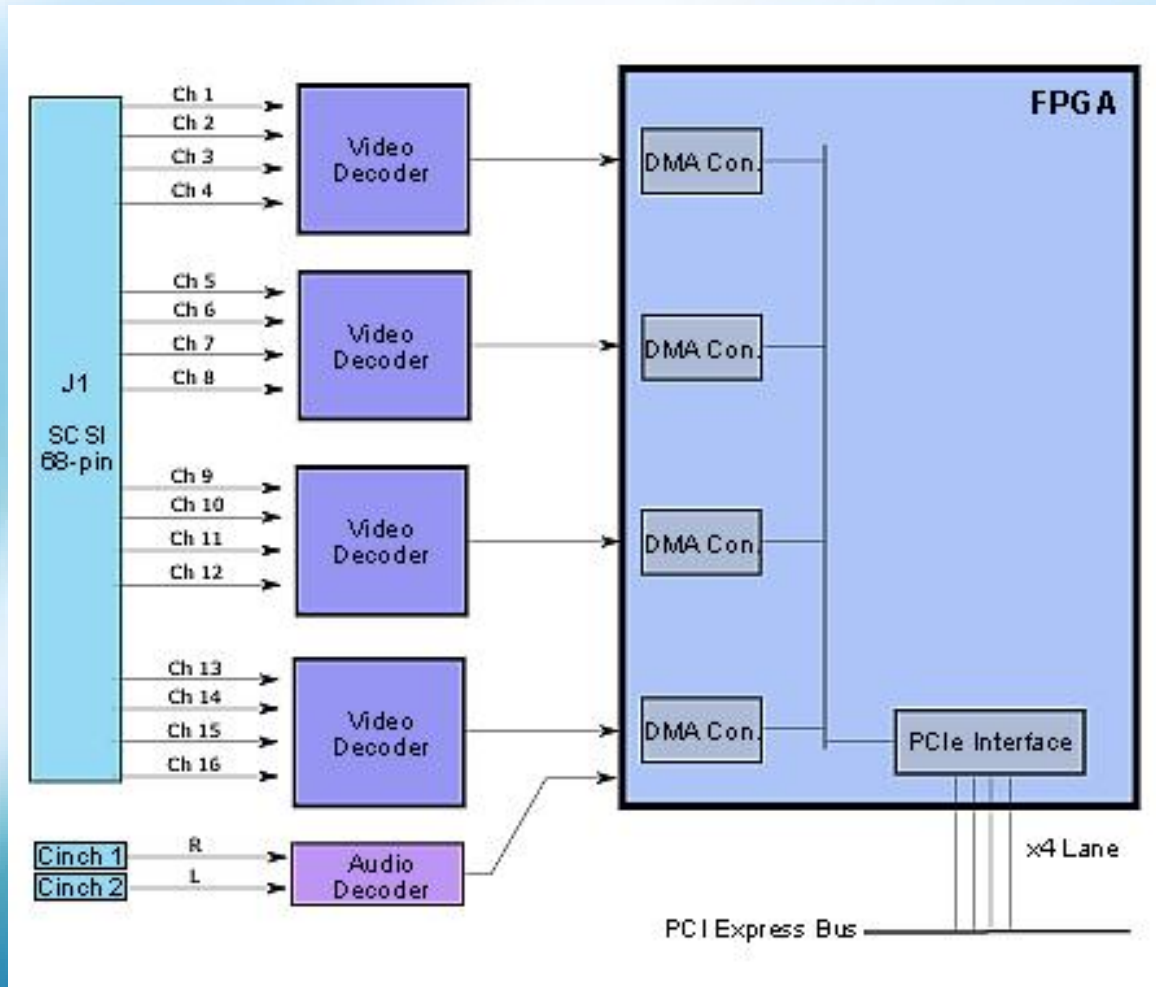 Ch 1
Ch 2
Ch 3
Ch 4
Video
Decoder
FPGA
DMA Con.
Ch 5
Ch 6
Ch 7
Ch 8
Video
Decoder
DMA Con.
J1
SCSI
68-pin
Ch 9
Ch 10
Ch 11
Ch 12
Video
Decoder
DMA Con.
Ch 13
Ch 14
Ch 15
Ch 16
Video
Decoder
DMA Con.
PCIe Interface
Cinch 1
Cinch 2
R
L
Audio
Decoder
x4 Lane
PCI Express Bus